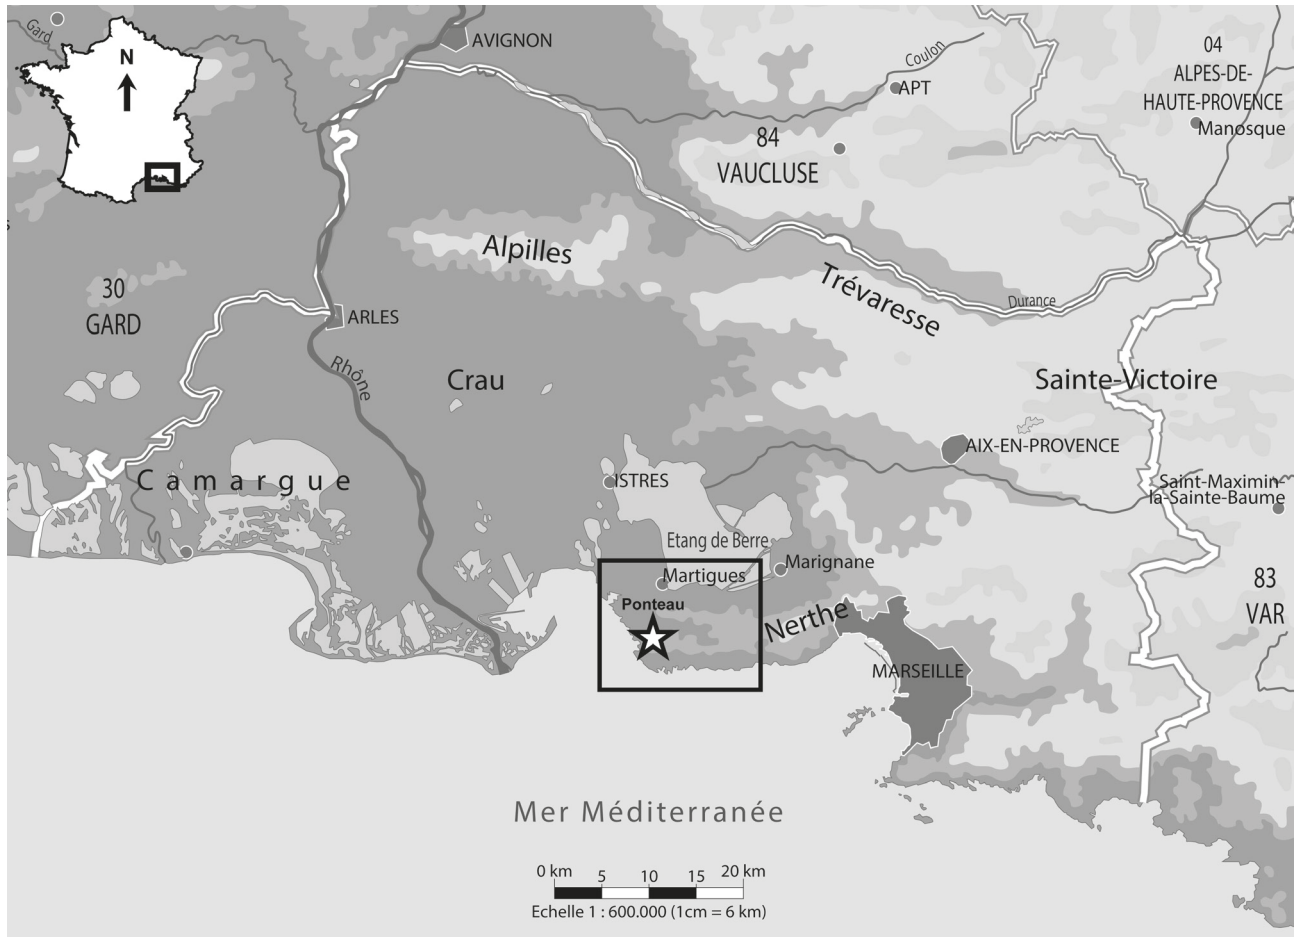 Gard
N
AVIGNON
Coulon
APT
04
ALPES-DE-
HAUTE-PROVENCE
Manosque
84
VAUCLUSE
Alpilles
Trévaresse
Durance
30
GARD
ARLES
Rhône
Crau
Sainte-Victoire
AIX-EN-PROVENCE
Camargue
ISTRES
Saint-Maximin-
la-Sainte-Baume
Etang de Berre
Martigues
Marignane
Ponteau
Nerthe
83
VAR
MARSEILLE
Mer Méditerranée
0 km 5 10 15 20 km
Echelle 1 : 600.000 (1cm = 6 km)